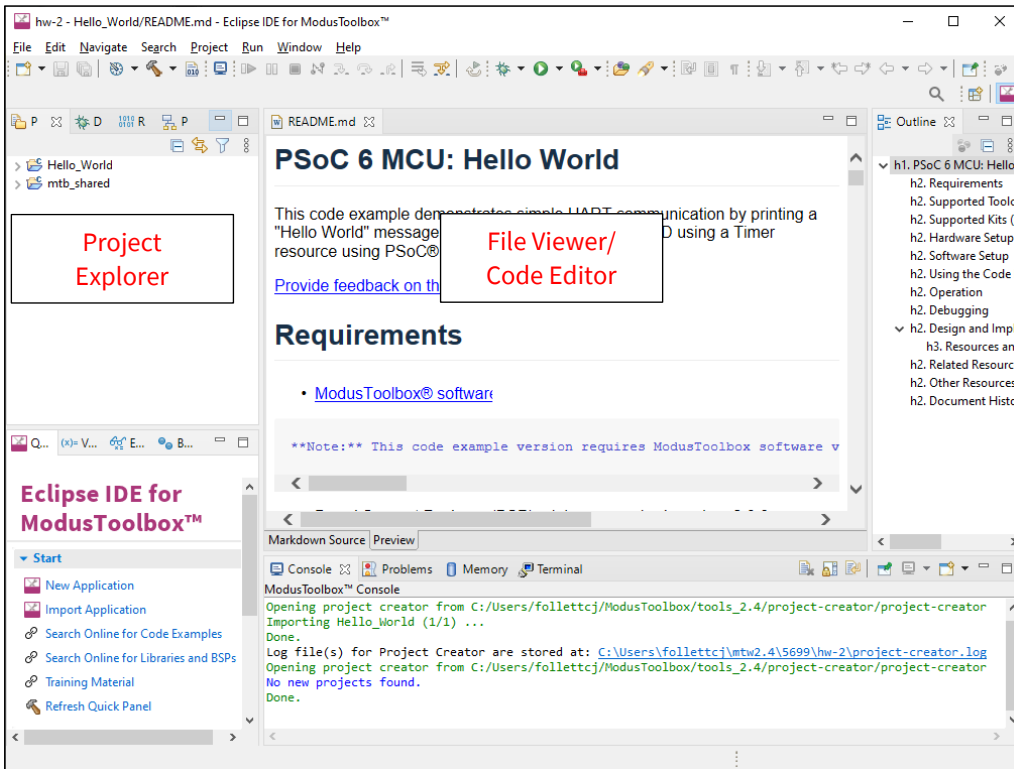 hw-2 - Hello_World/README.md - Eclipse IDE for ModusToolbox™
File Edit Navigate Search Project Run Window Help
P D R P
README.md
Outline
Hello_World
mtb_shared
Project
Explorer
PSoC 6 MCU: Hello World
This code example demonstrates simple UART communication by printing a
"Hello World" message using a Timer
resource using PSoC®
Provide feedback on th
File Viewer/
Code Editor
Requirements
• ModusToolbox® software
**Note:** This code example version requires ModusToolbox software v
Markdown Source Preview
h1. PSoC 6 MCU: Hello
h2. Requirements
h2. Supported Toolc
h2. Supported Kits (
h2. Hardware Setup
h2. Software Setup
h2. Using the Code
h2. Operation
h2. Debugging
h2. Design and Impl
h3. Resources an
h2. Related Resourc
h2. Other Resources
h2. Document Histo
Q... (x)= V... E... B...
Eclipse IDE for
ModusToolbox™
Start
New Application
Import Application
Search Online for Code Examples
Search Online for Libraries and BSPs
Training Material
Refresh Quick Panel
Console Problems Memory Terminal
ModusToolbox™ Console
Opening project creator from C:/Users/follettcj/ModusToolbox/tools_2.4/project-creator/project-creator
Importing Hello_World (1/1) ...
Done.
Log file(s) for Project Creator are stored at: C:\Users\follettcj\mtw2.4\5699\hw-2\project-creator.log
Opening project creator from C:/Users/follettcj/ModusToolbox/tools_2.4/project-creator/project-creator
No new projects found.
Done.